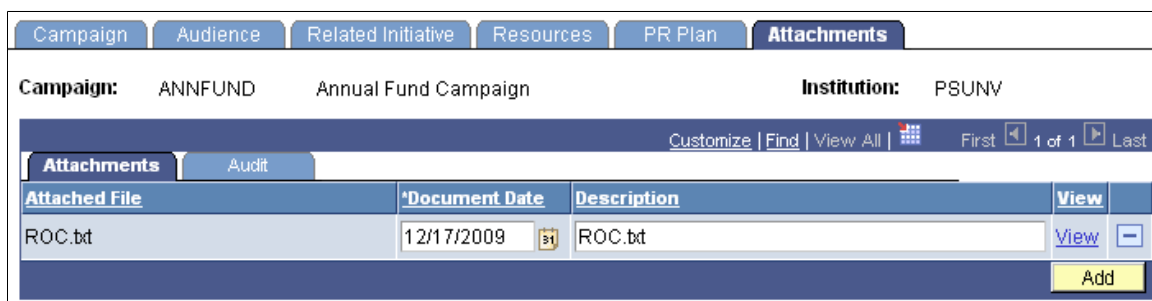 Campaign Audience Related Initiative Resources PR Plan Attachments
Campaign: ANNFUND Annual Fund Campaign Institution: PSUNV
Customize | Find | View All | First 1 of 1 Last
Attachments Audit
Attached File *Document Date Description View
ROC.txt 12/17/2009 31 ROC.txt View
Add